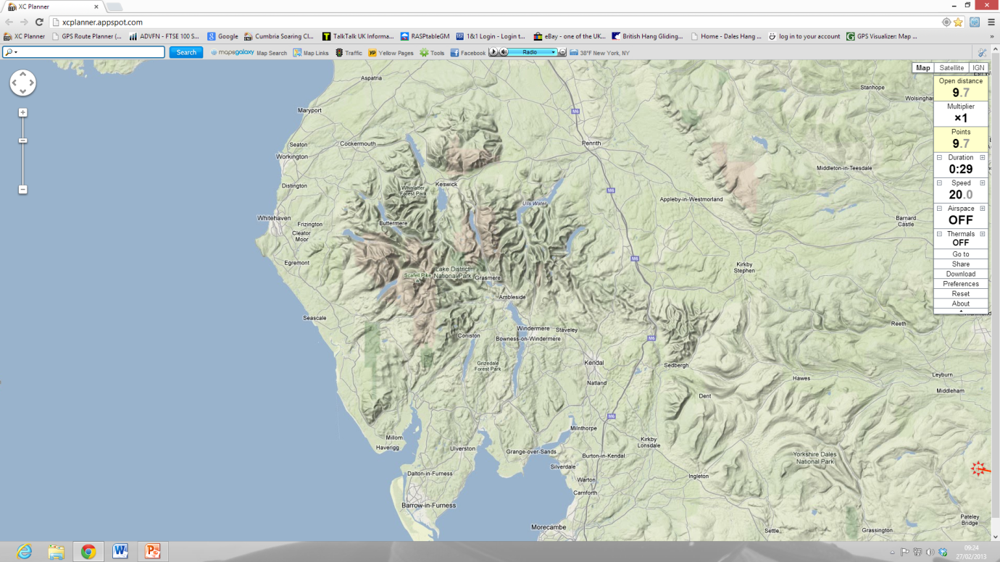 XC Planner
xcplanner.appspot.com
XC Planner
GPS Route Planner (...
ADVFN - FTSE 100 S...
Google
Cumbria Soaring Cl...
TalkTalk UK Informa...
RASPtableGM
1&1 Login - Login t...
eBay - one of the UK...
British Hang Gliding...
Home - Dales Hang ...
log in to your account
GPS Visualizer: Map ...
Search
mapsgalaxy
Map Search
Map Links
Traffic
Yellow Pages
Tools
Facebook
Radio
38°F New York, NY
Map
Satellite
IGN
Open distance
9.7
Multiplier
×1
Points
9.7
Duration
0:29
Speed
20.0
Airspace
OFF
Thermals
OFF
Go to
Share
Download
Preferences
Reset
About
Aspatria
Stanhope
Wolsingham
Maryport
M6
Seaton
Cockermouth
Penrith
Workington
Middleton-in-Teesdale
Distington
Keswick
Whinlatter
Forest Park
M6
Appleby-in-Westmorland
Ulls Water
Whitehaven
Frizington
Buttermere
Barnard
Castle
Cleator
Moor
Egremont
M6
Kirkby
Stephen
Scafell Pike
Lake District
National Park
Grasmere
Ambleside
Seascale
Reeth
Windermere
Staveley
Coniston
Bowness-on-Windermere
M6
Grizedale
Forest Park
Kendal
Sedbergh
Natland
Hawes
Leyburn
Middleham
Dent
M6
Millom
Milnthorpe
Haverigg
Ulverston
Grange-over-Sands
Kirkby
Lonsdale
Burton-in-Kendal
Yorkshire Dales
National Park
Silverdale
Dalton-in-Furness
Warton
Ingleton
Carnforth
Barrow-in-Furness
Morecambe
Settle
Grassington
Pateley
Bridge
09:24
27/02/2013